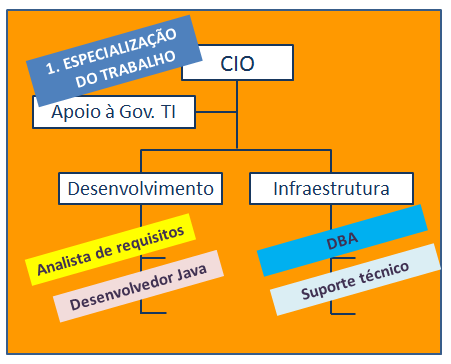 1. ESPECIALIZAÇÃO
DO TRABALHO
CIO
Apoio à Gov. TI
Desenvolvimento
Infraestrutura
Analista de requisitos
DBA
Desenvolvedor Java
Suporte técnico